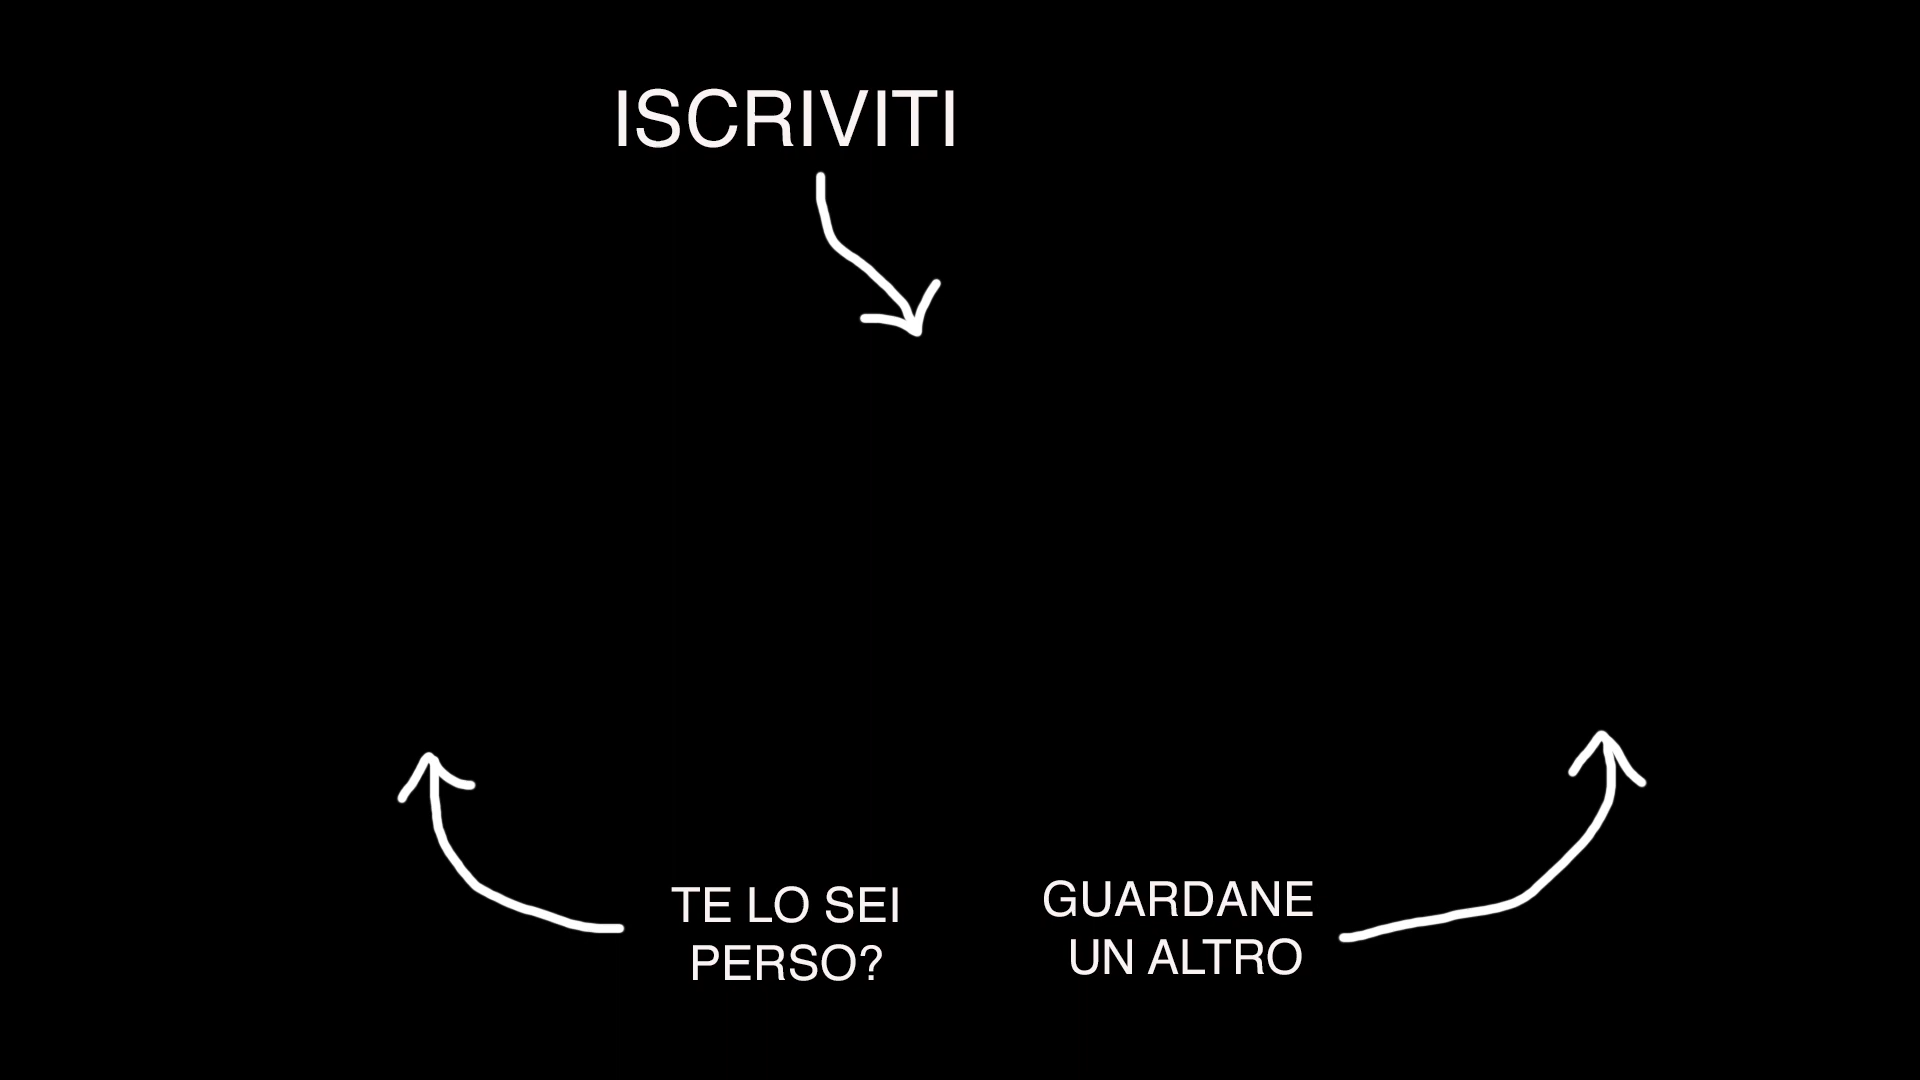 ISCRIVITI
TE LO SEI
PERSO?
GUARDANE
UN ALTRO